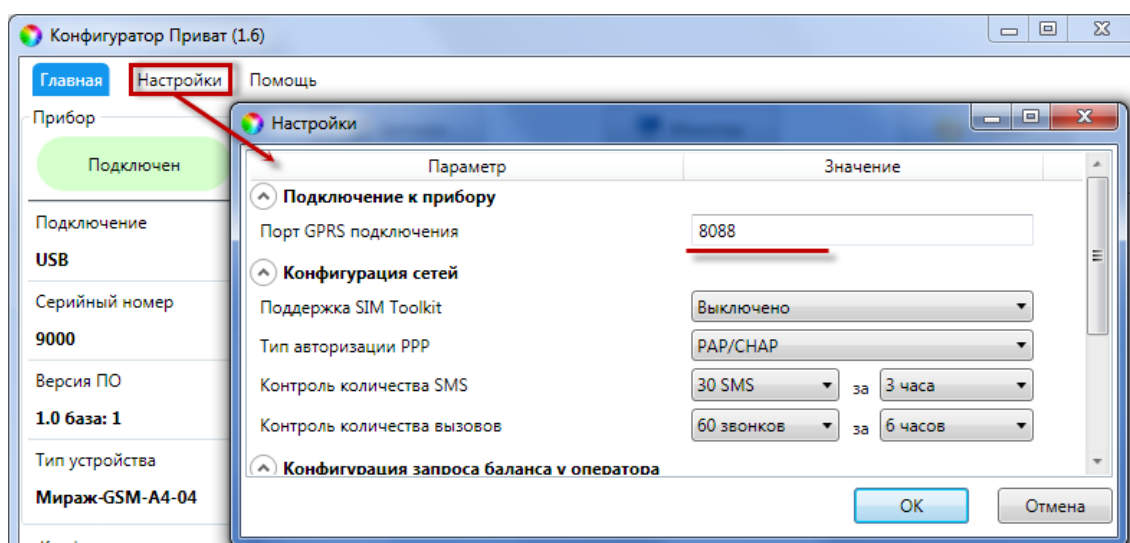 Конфигуратор Приват (1.6)
Главная Настройки Помощь
Прибор
Подключен
Подключение
USB
Серийный номер
9000
Версия ПО
1.0 база: 1
Тип устройства
Мираж-GSM-A4-04
Настройки
Параметр Значение
Подключение к прибору
Порт GPRS подключения 8088
Конфигурация сетей
Поддержка SIM Toolkit Выключено
Тип авторизации PPP PAP/CHAP
Контроль количества SMS 30 SMS за 3 часа
Контроль количества вызовов 60 звонков за 6 часов
Конфигурация запроса баланса у оператора
OK Отмена